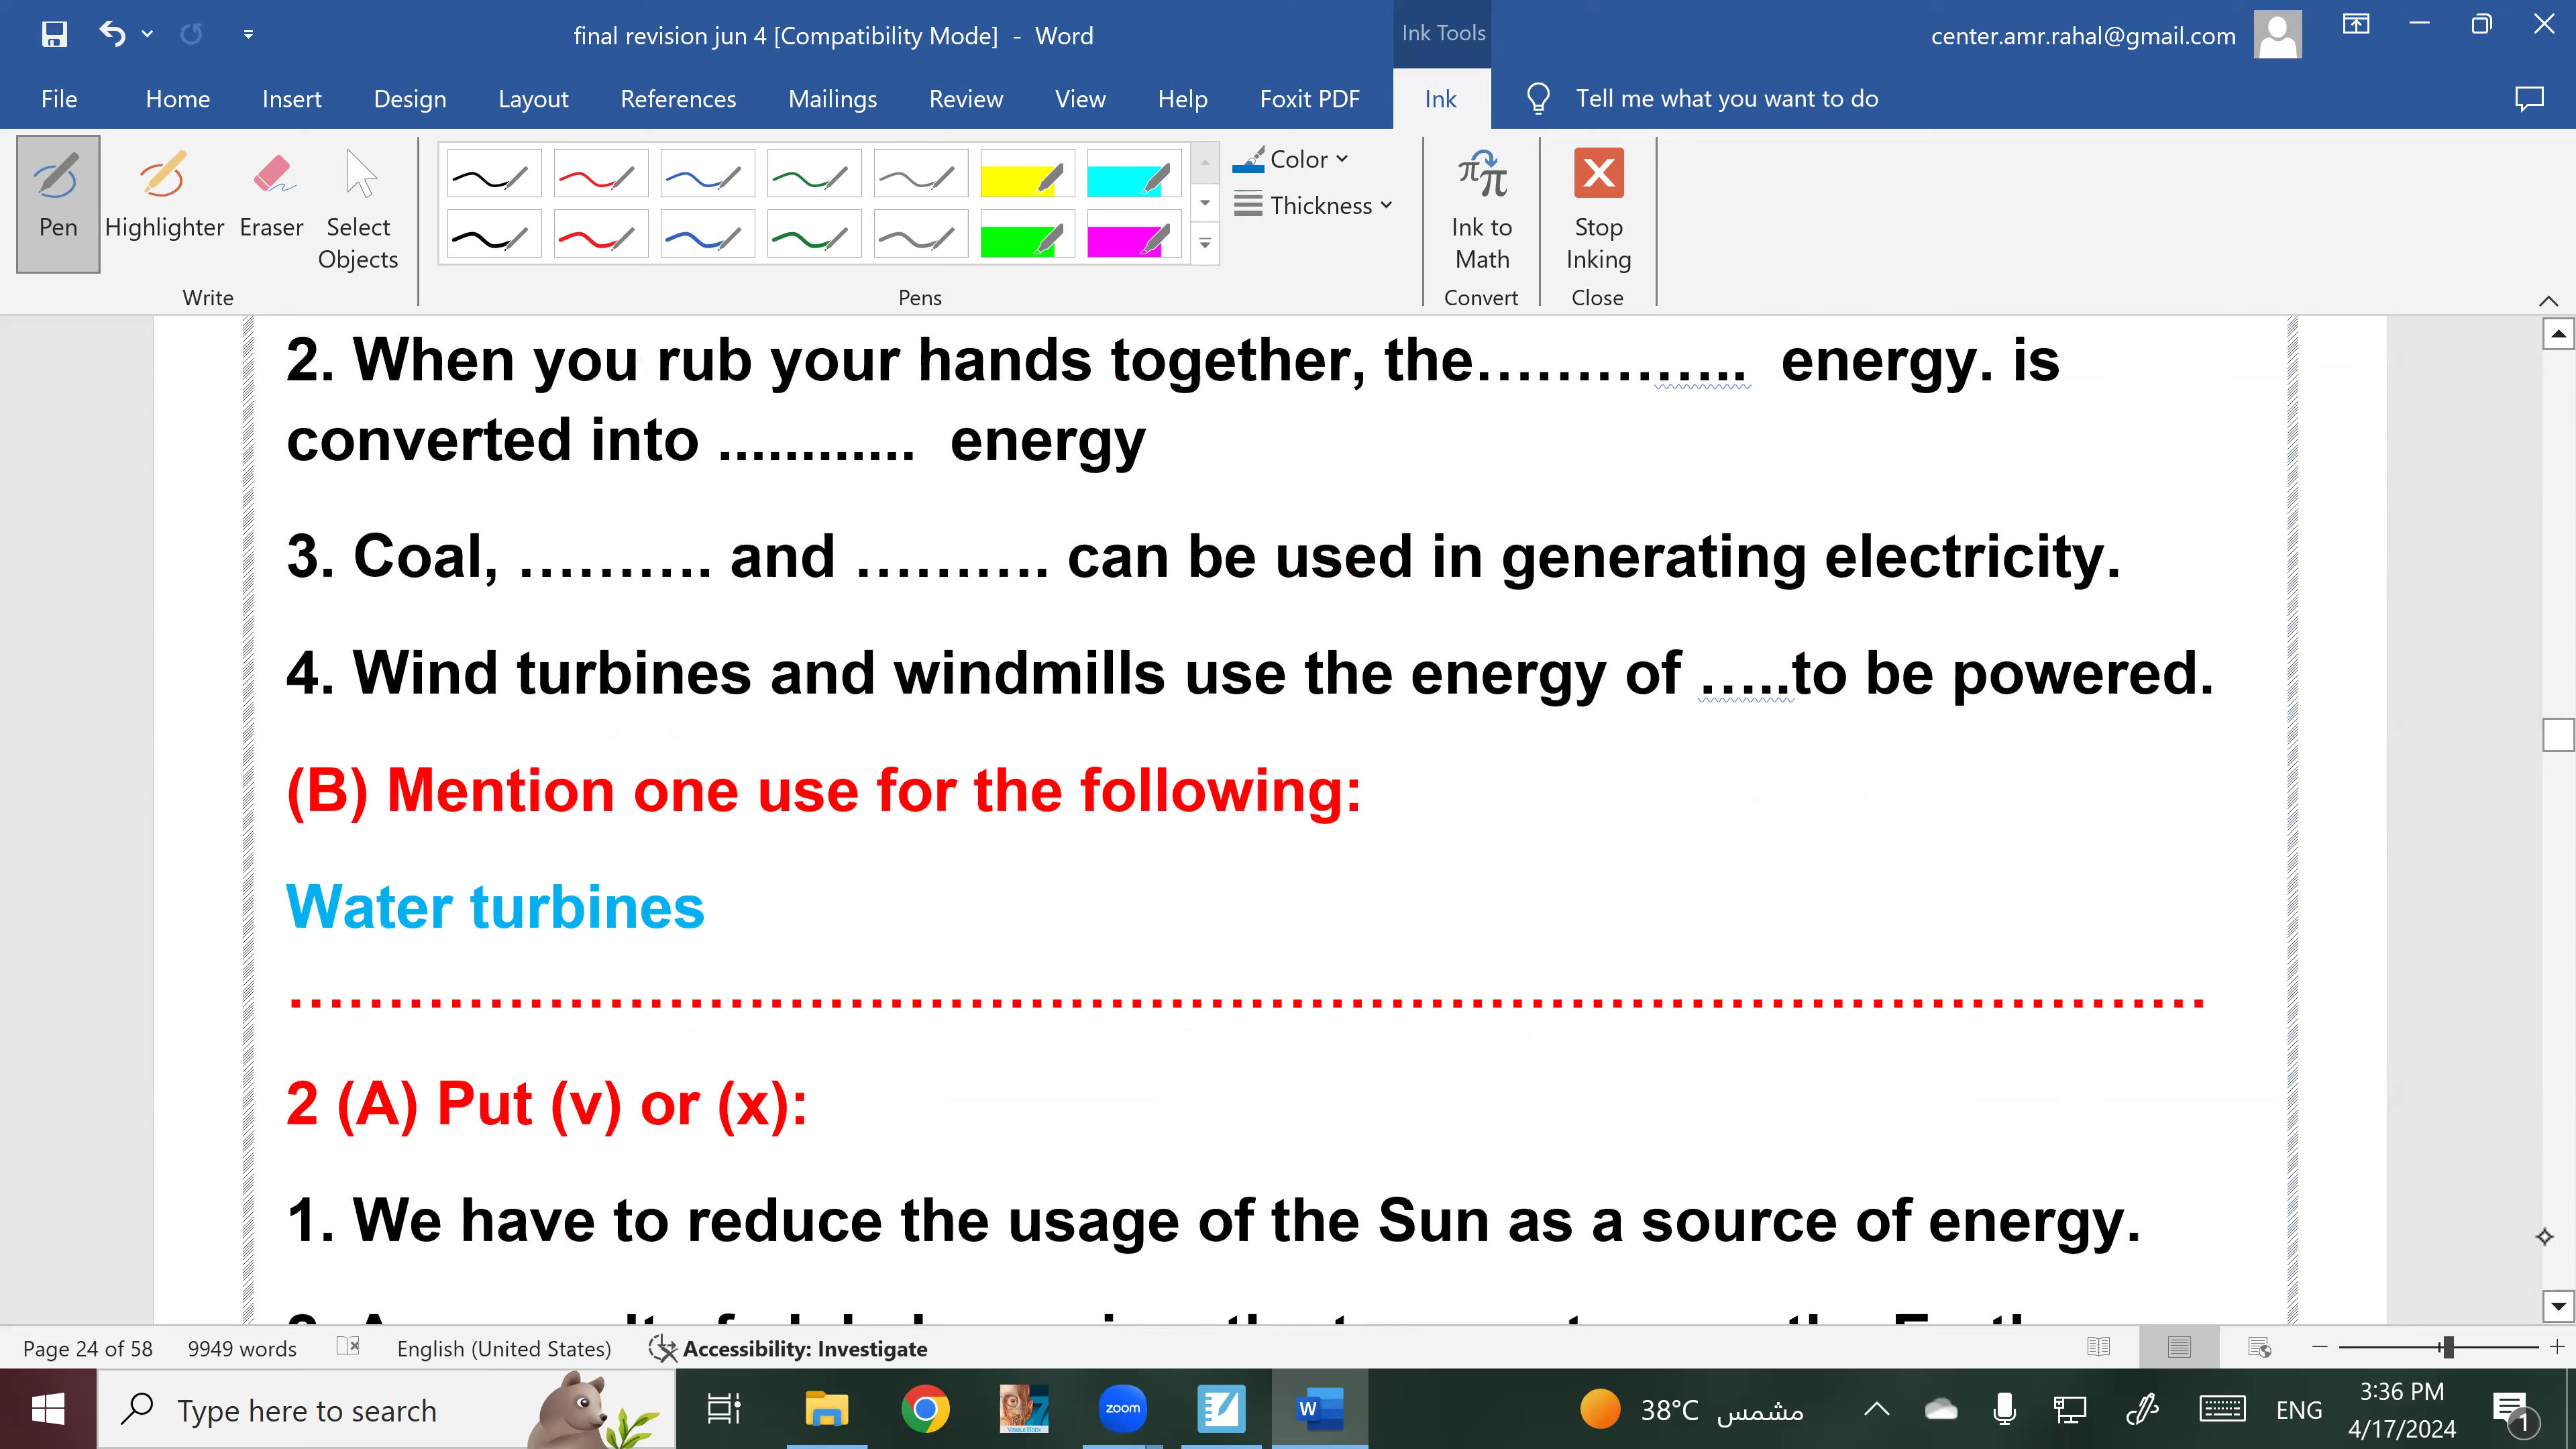 final revision jun 4 [Compatibility Mode] - Word
Ink Tools
center.amr.rahal@gmail.com
File Home Insert Design Layout References Mailings Review View Help Foxit PDF Ink Tell me what you want to do
Pen Highlighter Eraser Select Objects
Write
Pens
Color
Thickness
Ink to Math
Convert
Stop Inking
Close
2. When you rub your hands together, the………….. energy. is
converted into ............ energy
3. Coal, ………. and ………. can be used in generating electricity.
4. Wind turbines and windmills use the energy of …..to be powered.
(B) Mention one use for the following:
Water turbines
……………………………………………………………………………………
2 (A) Put (v) or (x):
1. We have to reduce the usage of the Sun as a source of energy.
Page 24 of 58 9949 words English (United States) Accessibility: Investigate
Type here to search
zoom
38°C مشمس
ENG
3:36 PM
4/17/2024
1